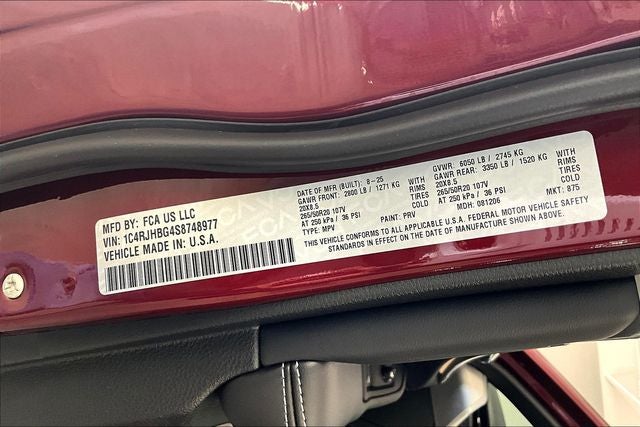 MFD BY: FCA US LLC
VIN: 1C4RJHBG4S8748977
VEHICLE MADE IN: U.S.A.
DATE OF MFR (BUILT): 8-25
GAWR FRONT: 2800 LB / 1271 KG WITH
20X8.5 RIMS
265/50R20 107V TIRES
AT 250 kPa / 36 PSI COLD
TYPE: MPV PAINT: PRV
GVWR: 6050 LB / 2745 KG
GAWR REAR: 3350 LB / 1520 KG WITH
20X8.5 RIMS
265/50R20 107V TIRES
AT 250 kPa / 36 PSI COLD
MDH: 081206 MKT: 875
THIS VEHICLE CONFORMS TO ALL APPLICABLE U.S.A. FEDERAL MOTOR VEHICLE SAFETY
STANDARDS IN EFFECT ON THE DATE OF MANUFACTURE SHOWN ABOVE.